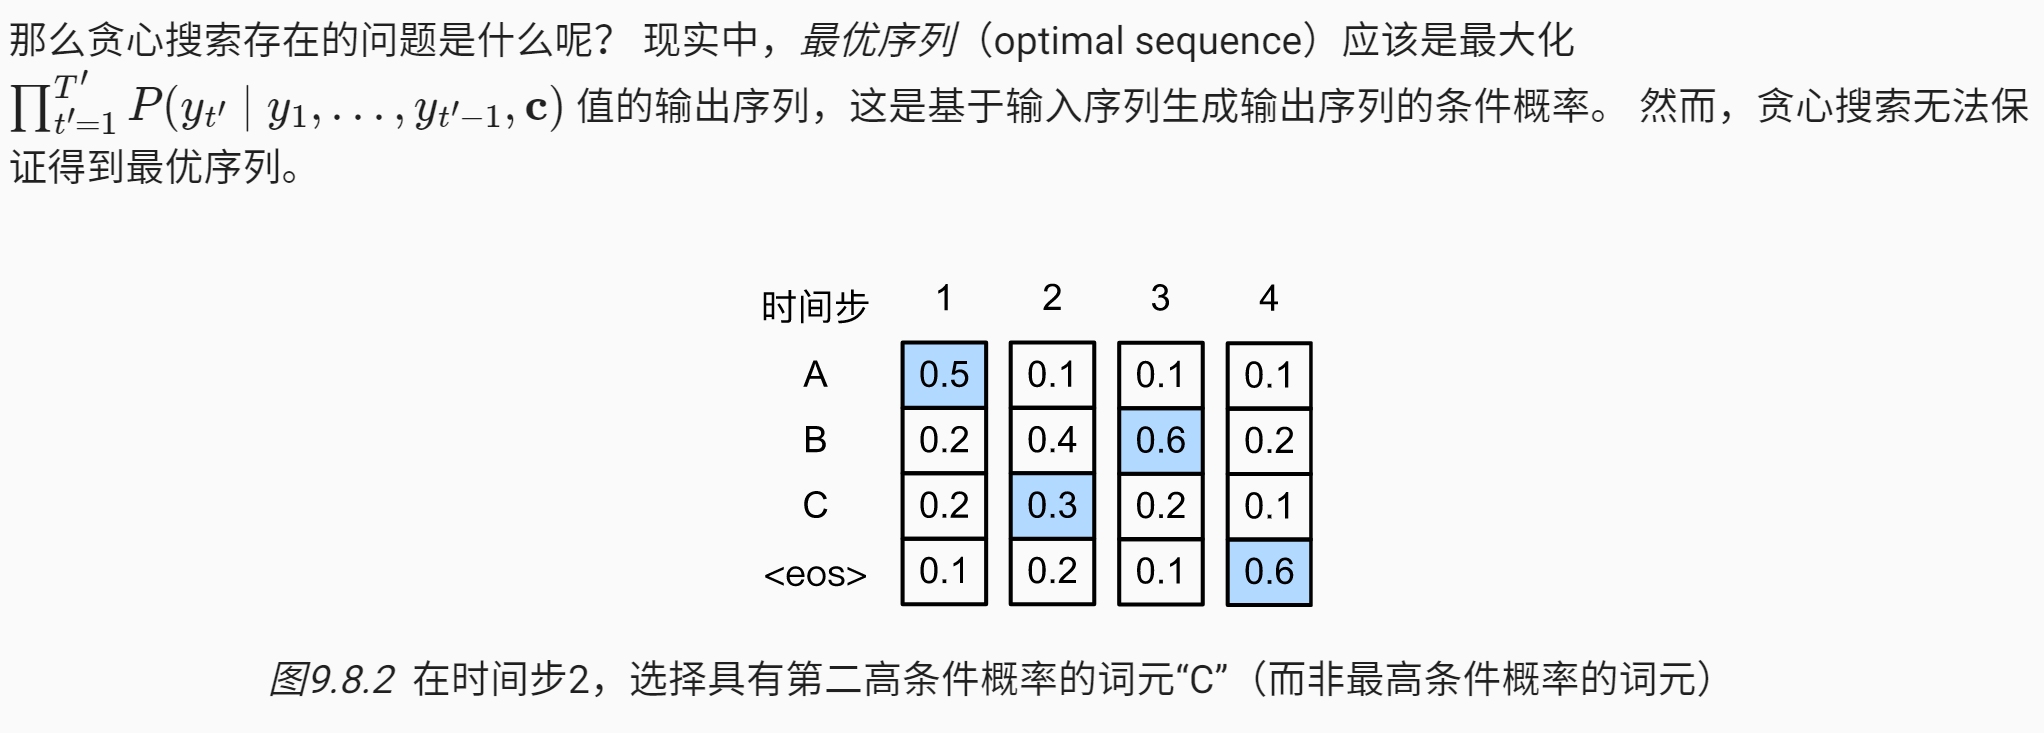 那么贪心搜索存在的问题是什么呢？ 现实中，最优序列（optimal sequence）应该是最大化
∏_{t'=1}^{T'} P(y_{t'} | y_1, . . . , y_{t'−1}, c) 值的输出序列，这是基于输入序列生成输出序列的条件概率。 然而，贪心搜索无法保
证得到最优序列。
时间步 1 2 3 4
A 0.5 0.1 0.1 0.1
B 0.2 0.4 0.6 0.2
C 0.2 0.3 0.2 0.1
<eos> 0.1 0.2 0.1 0.6
图9.8.2 在时间步2，选择具有第二高条件概率的词元“C”（而非最高条件概率的词元）